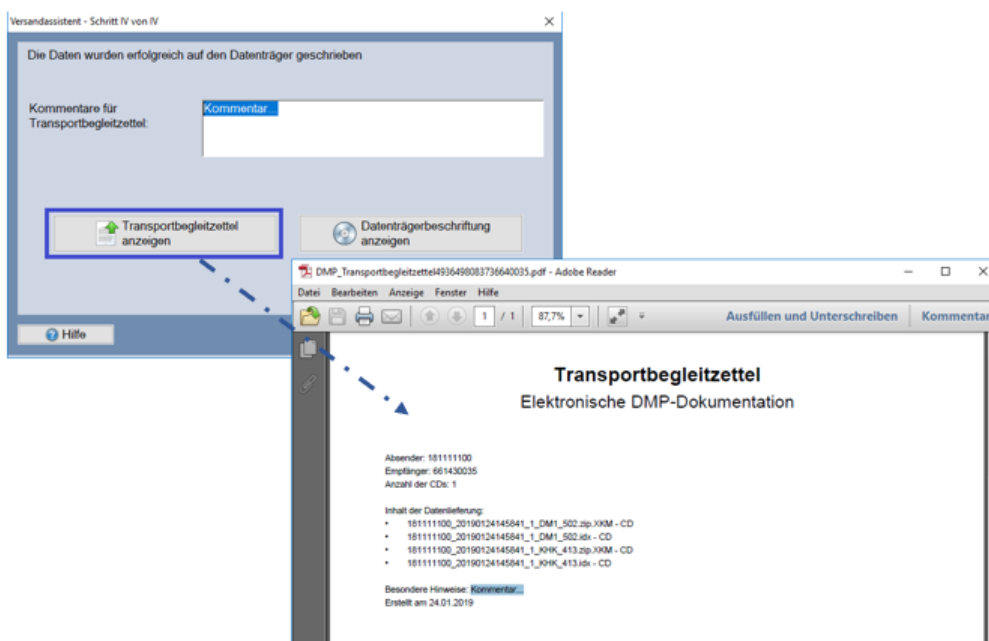 Versandassistent - Schritt IV von IV
Die Daten wurden erfolgreich auf den Datenträger geschrieben
Kommentare für
Transportbegleitzettel:
Kommentar...
Transportbegleitzettel
anzeigen
Datenträgerbeschriftung
anzeigen
Hilfe
DMP_Transportbegleitzettel4936498083736640035.pdf - Adobe Reader
Datei Bearbeiten Anzeige Fenster Hilfe
1 / 1 87,7% Ausfüllen und Unterschreiben Kommentar
Transportbegleitzettel
Elektronische DMP-Dokumentation
Absender: 181111100
Empfänger: 661430035
Anzahl der CDs: 1
Inhalt der Datenlieferung:
• 181111100_20190124145841_1_DM1_502.zip.XKM - CD
• 181111100_20190124145841_1_DM1_502.idx - CD
• 181111100_20190124145841_1_KHK_413.zip.XKM - CD
• 181111100_20190124145841_1_KHK_413.idx - CD
Besondere Hinweise: Kommentar...
Erstellt am 24.01.2019